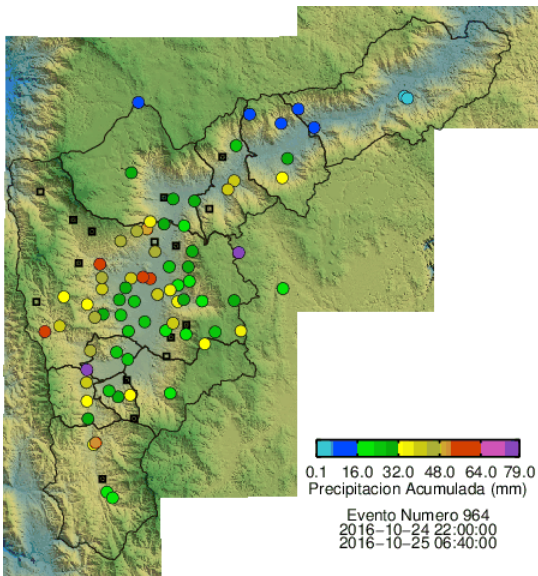 0.1 16.0 32.0 48.0 64.0 79.0
Precipitacion Acumulada (mm)
Evento Numero 964
2016-10-24 22:00:00
2016-10-25 06:40:00